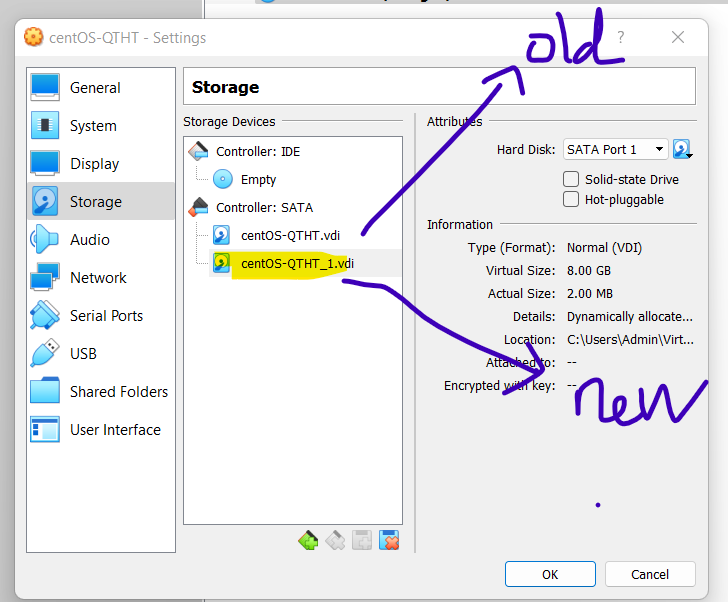 centOS-QTHT - Settings
?
old
General
System
Display
Storage
Audio
Network
Serial Ports
USB
Shared Folders
User Interface
Storage
Storage Devices
Controller: IDE
Empty
Controller: SATA
centOS-QTHT.vdi
centOS-QTHT_1.vdi
Attributes
Hard Disk: SATA Port 1
Solid-state Drive
Hot-pluggable
Information
Type (Format): Normal (VDI)
Virtual Size: 8.00 GB
Actual Size: 2.00 MB
Details: Dynamically allocate...
Location: C:\Users\Admin\Virt...
Attached to: --
Encrypted with key: --
new
OK
Cancel